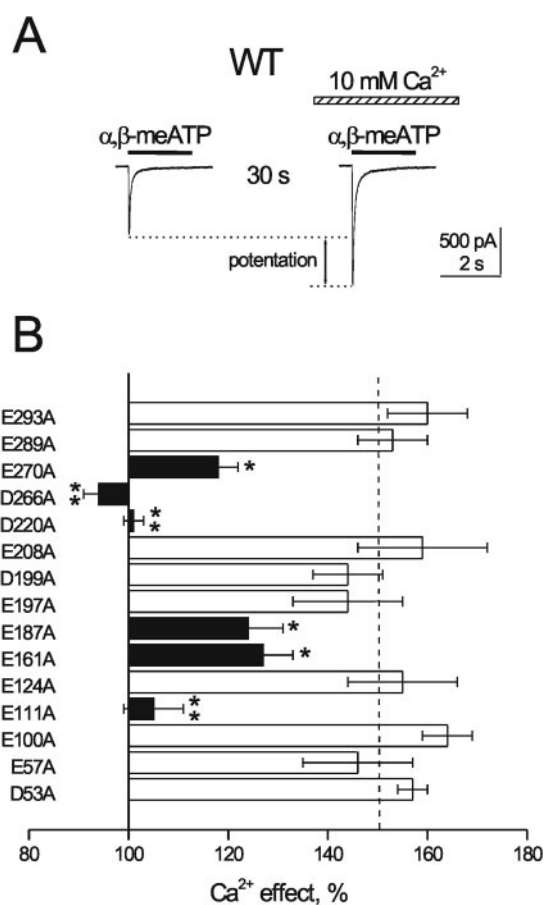 A
WT
10 mM Ca²⁺
α,β-meATP
α,β-meATP
30 s
potentation
500 pA
2 s
B
E293A
E289A
E270A
*
D266A
**
D220A
**
E208A
D199A
E197A
E187A
*
E161A
*
E124A
E111A
**
E100A
E57A
D53A
80 100 120 140 160 180
Ca²⁺ effect, %